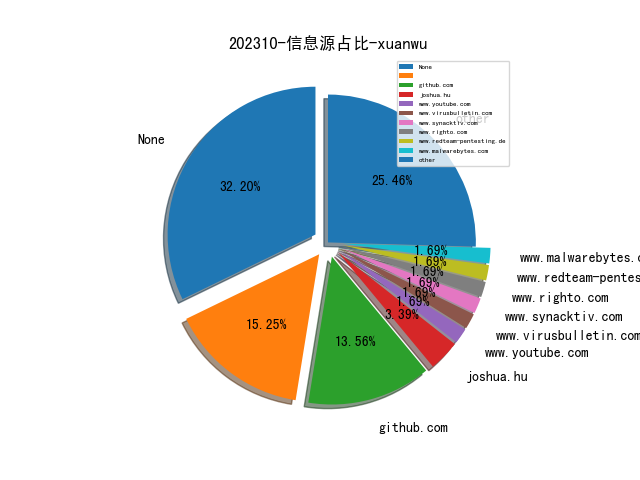 202310-信息源占比-xuanwu
None
github.com
joshua.hu
www.youtube.com
www.virusbulletin.com
www.synacktiv.com
www.righto.com
www.redteam-pentesting.de
www.malwarebytes.com
other
other
None
32.20%
25.46%
15.25%
13.56%
3.39%
1.69%
1.69%
1.69%
1.69%
1.69%
1.69%
www.malwarebytes.co
www.redteam-pentes
www.righto.com
www.synacktiv.com
www.virusbulletin.com
www.youtube.com
joshua.hu
github.com